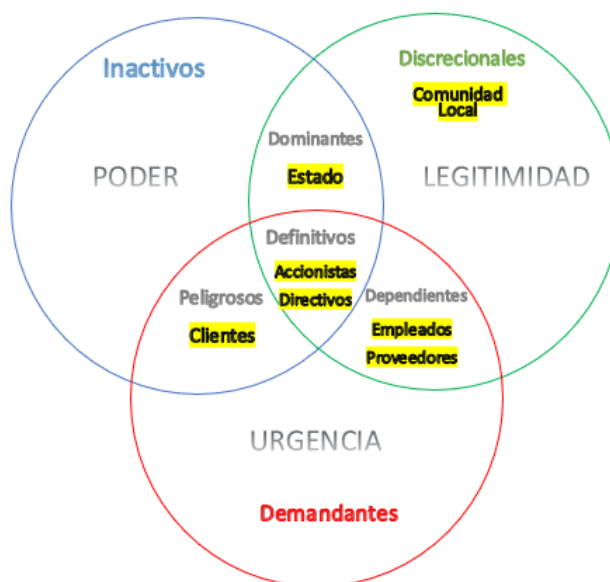 Inactivos
Discrecionales
Comunidad
Local
Dominantes
PODER
Estado
LEGITIMIDAD
Definitivos
Accionistas
Peligrosos
Directivos
Dependientes
Clientes
Empleados
Proveedores
URGENCIA
Demandantes